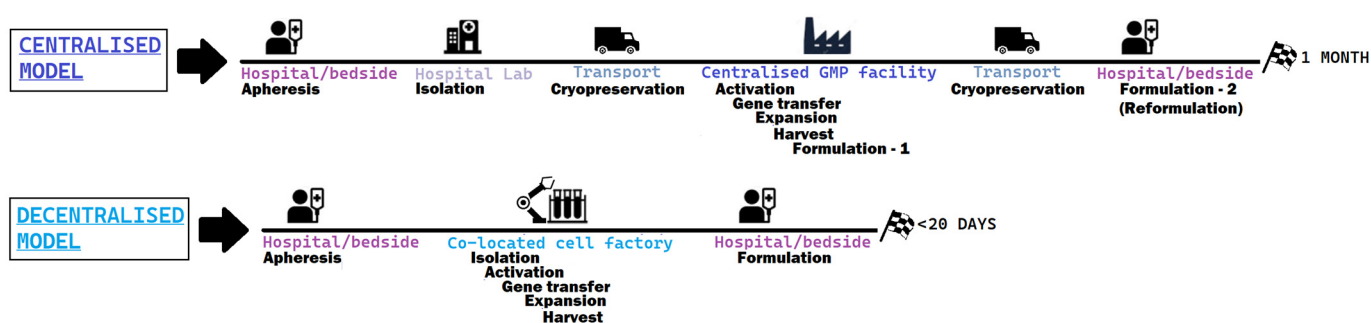 CENTRALISED
MODEL
Hospital/bedside
Apheresis
Hospital Lab
Isolation
Transport
Cryopreservation
Centralised GMP facility
Activation
Gene transfer
Expansion
Harvest
Formulation - 1
Transport
Cryopreservation
Hospital/bedside
Formulation - 2
(Reformulation)
1 MONTH
DECENTRALISED
MODEL
Hospital/bedside
Apheresis
Co-located cell factory
Isolation
Activation
Gene transfer
Expansion
Harvest
Hospital/bedside
Formulation
<20 DAYS